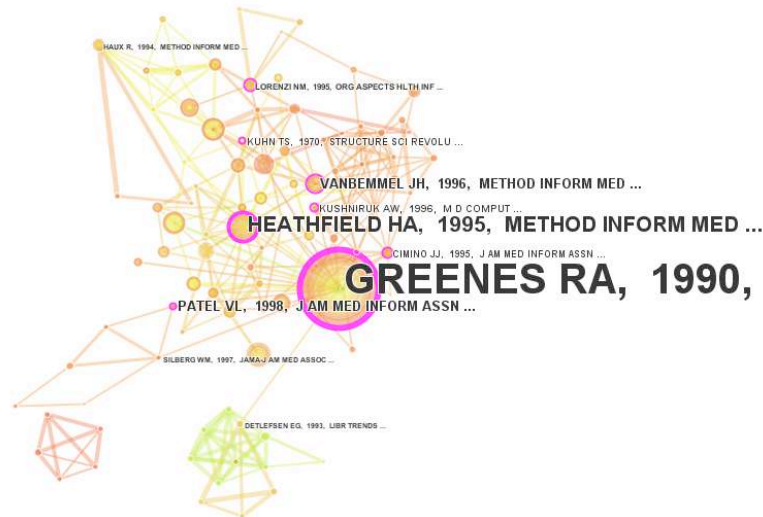 HAUX R, 1994, METHOD INFORM MED ...
LORENZI NM, 1995, ORG ASPECTS HLTH INF ...
KUHN TS, 1970, STRUCTURE SCI REVOLU ...
VANBEMMEL JH, 1996, METHOD INFORM MED ...
KUSHNIRUK AW, 1996, M D COMPUT ...
HEATHFIELD HA, 1995, METHOD INFORM MED ...
CIMINO JJ, 1995, J AM MED INFORM ASSN ...
GREENES RA, 1990,
PATEL VL, 1998, J AM MED INFORM ASSN ...
SILBERG WM, 1997, JAMA-J AM MED ASSOC ...
DETLEFSEN EG, 1993, LIBR TRENDS ...